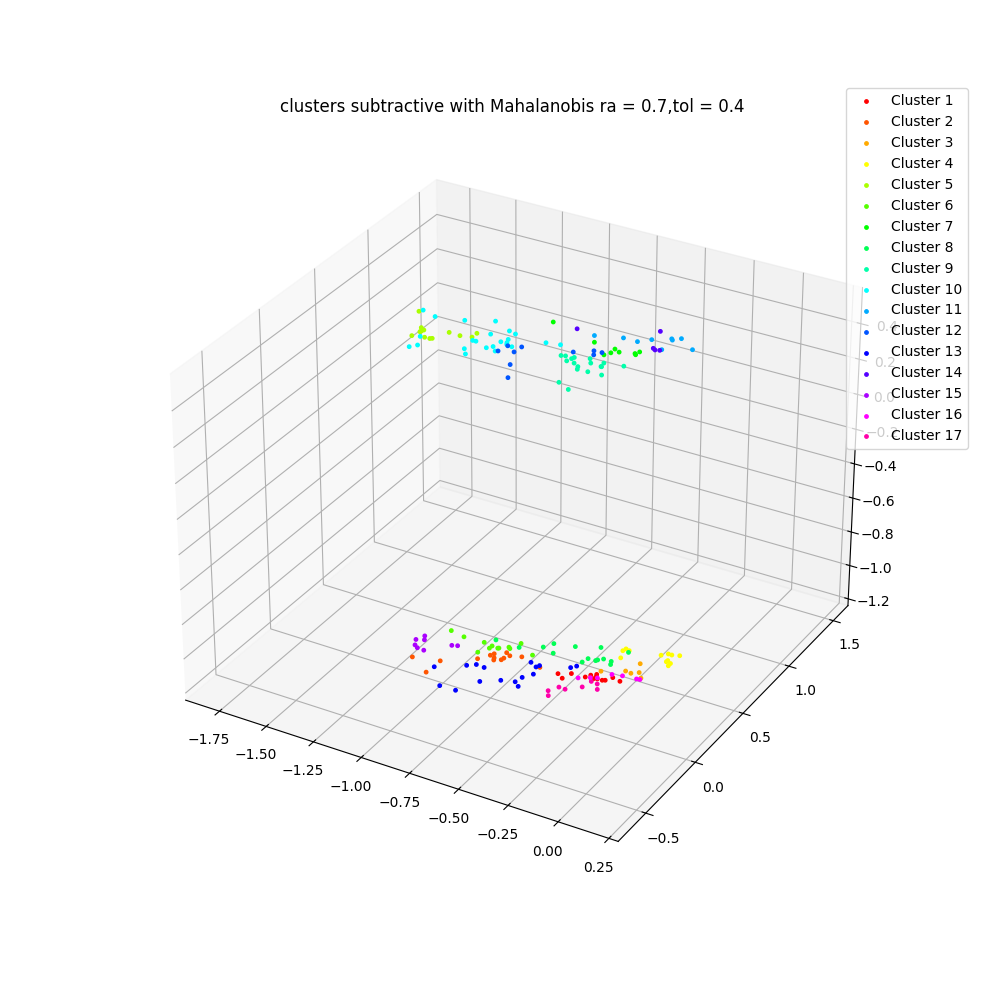 clusters subtractive with Mahalanobis ra = 0.7,tol = 0.4
Cluster 1
Cluster 2
Cluster 3
Cluster 4
Cluster 5
Cluster 6
Cluster 7
Cluster 8
Cluster 9
Cluster 10
Cluster 11
Cluster 12
Cluster 13
Cluster 14
Cluster 15
Cluster 16
Cluster 17
0.2
0.0
−0.4
−0.6
−0.8
−1.0
−1.2
1.5
1.0
0.5
0.0
−0.5
−1.75
−1.50
−1.25
−1.00
−0.75
−0.50
−0.25
0.00
0.25